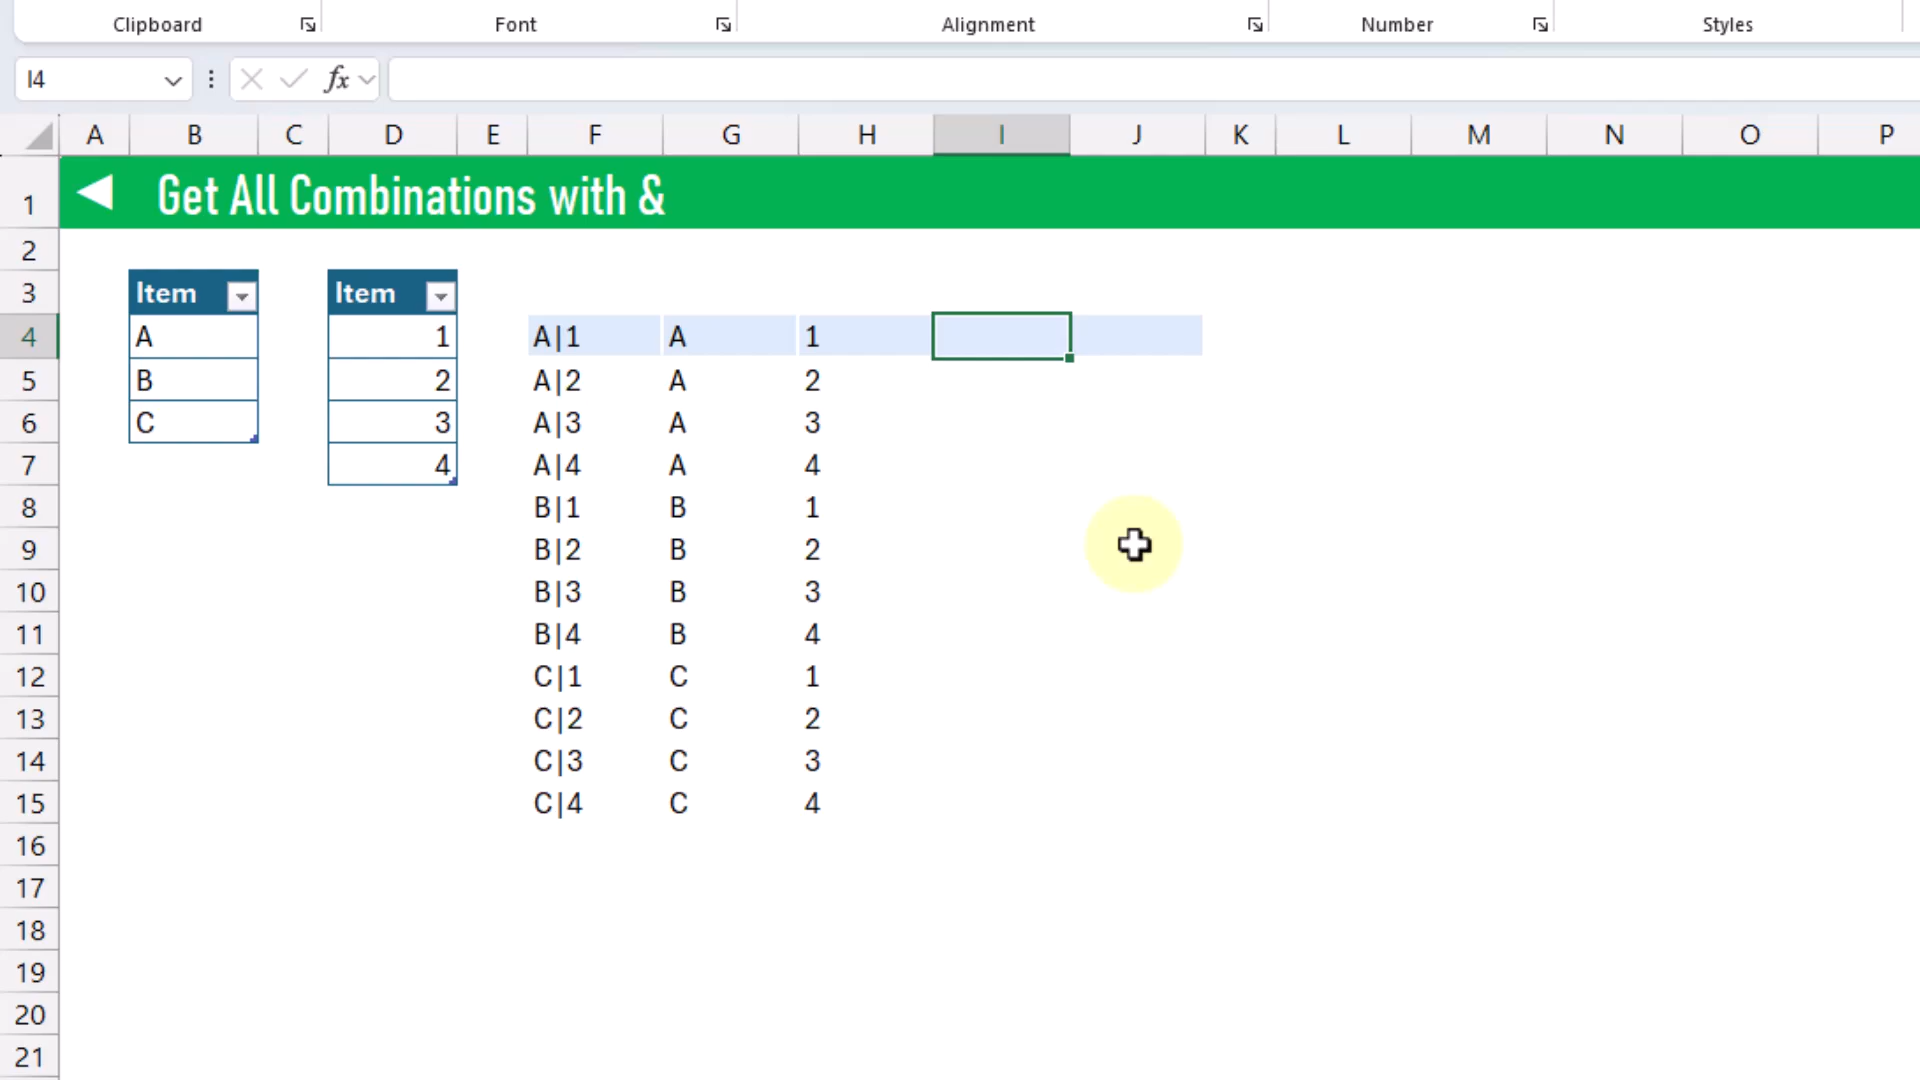 Clipboard Font Alignment Number Styles
I4 fx
A B C D E F G H I J K L M N O P
1 Get All Combinations with &
2
3 Item Item
4 A 1 A|1 A 1
5 B 2 A|2 A 2
6 C 3 A|3 A 3
7 4 A|4 A 4
8 B|1 B 1
9 B|2 B 2
10 B|3 B 3
11 B|4 B 4
12 C|1 C 1
13 C|2 C 2
14 C|3 C 3
15 C|4 C 4
16
17
18
19
20
21